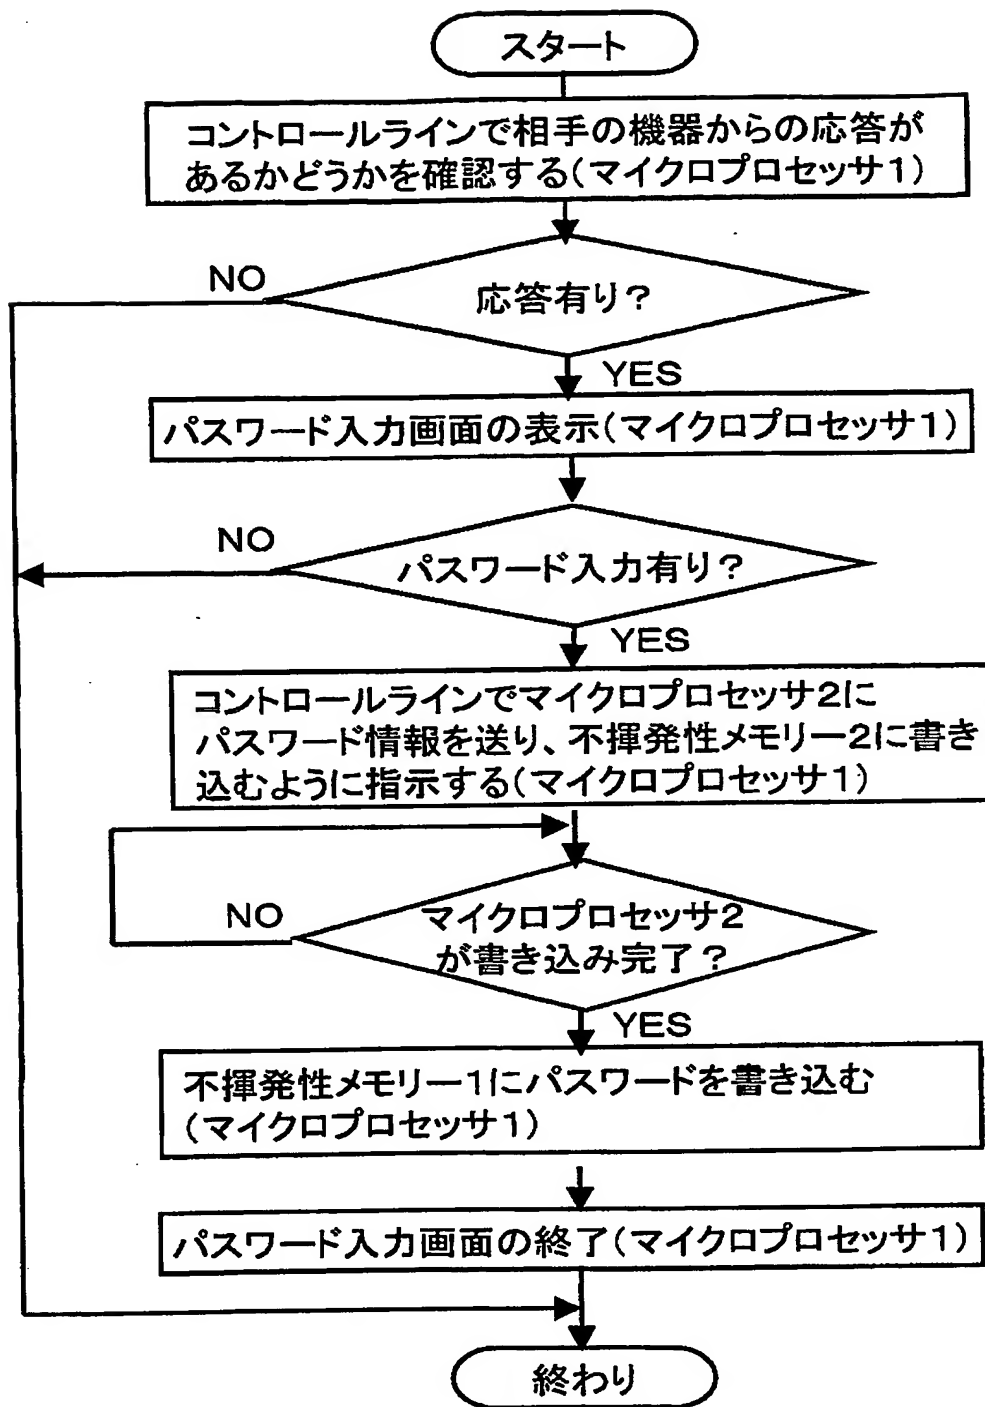 スタート
コントロールラインで相手の機器からの応答が
あるかどうかを確認する(マイクロプロセッサ1)
NO
応答有り?
YES
パスワード入力画面の表示(マイクロプロセッサ1)
NO
パスワード入力有り?
YES
コントロールラインでマイクロプロセッサ2に
パスワード情報を送り、不揮発性メモリー2に書き
込むように指示する(マイクロプロセッサ1)
NO
マイクロプロセッサ2
が書き込み完了?
YES
不揮発性メモリー1にパスワードを書き込む
(マイクロプロセッサ1)
パスワード入力画面の終了(マイクロプロセッサ1)
終わり